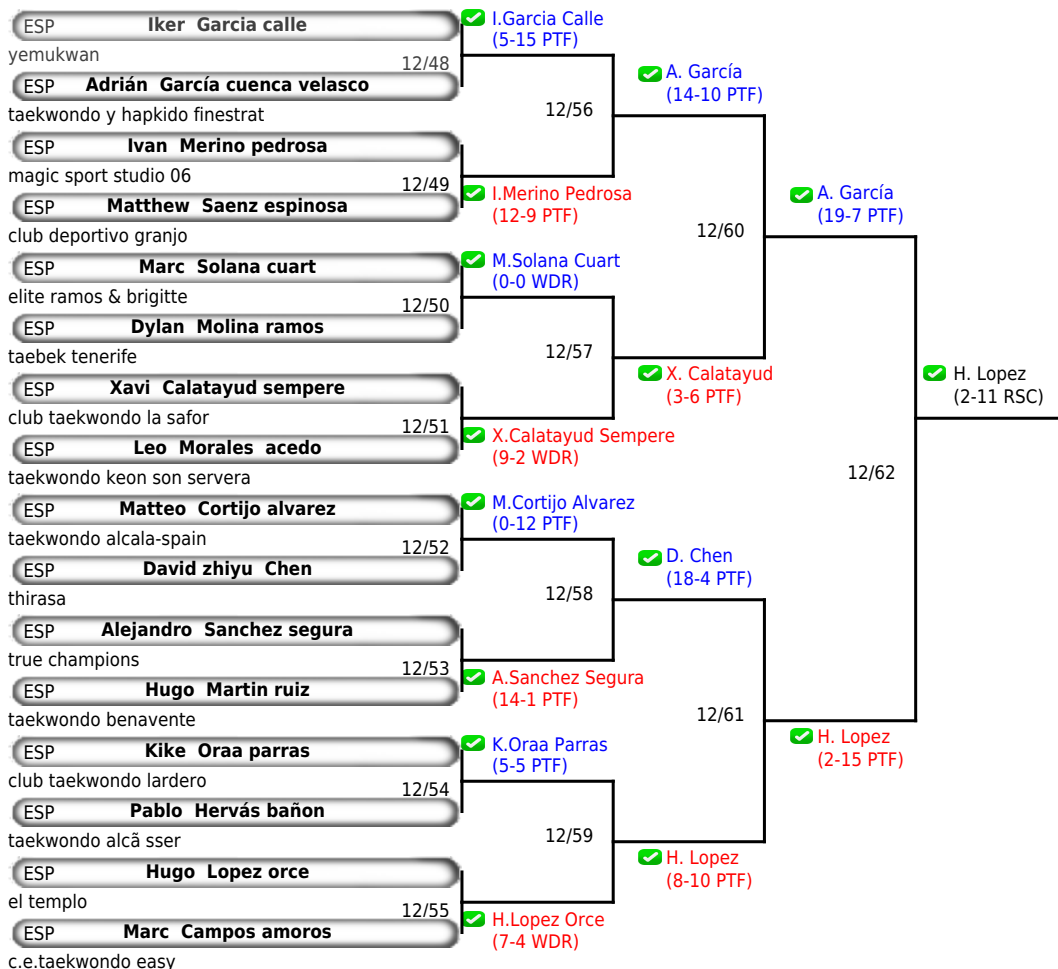 ESP Iker Garcia calle
yemukwan
12/48
ESP Adrián García cuenca velasco
taekwondo y hapkido finestrat
ESP Ivan Merino pedrosa
magic sport studio 06
12/49
ESP Matthew Saenz espinosa
club deportivo granjo
ESP Marc Solana cuart
elite ramos & brigitte
12/50
ESP Dylan Molina ramos
taebek tenerife
ESP Xavi Calatayud sempere
club taekwondo la safor
12/51
ESP Leo Morales acedo
taekwondo keon son servera
ESP Matteo Cortijo alvarez
taekwondo alcala-spain
12/52
ESP David zhiyu Chen
thirasa
ESP Alejandro Sanchez segura
true champions
12/53
ESP Hugo Martin ruiz
taekwondo benavente
ESP Kike Oraa parras
club taekwondo lardero
12/54
ESP Pablo Hervás bañon
taekwondo alcã sser
ESP Hugo Lopez orce
el templo
12/55
ESP Marc Campos amoros
c.e.taekwondo easy
I.Garcia Calle
(5-15 PTF)
12/56
I.Merino Pedrosa
(12-9 PTF)
M.Solana Cuart
(0-0 WDR)
12/57
X.Calatayud Sempere
(9-2 WDR)
M.Cortijo Alvarez
(0-12 PTF)
12/58
A.Sanchez Segura
(14-1 PTF)
K.Oraa Parras
(5-5 PTF)
12/59
H.Lopez Orce
(7-4 WDR)
A. García
(14-10 PTF)
12/60
X. Calatayud
(3-6 PTF)
D. Chen
(18-4 PTF)
12/61
H. Lopez
(8-10 PTF)
A. García
(19-7 PTF)
12/62
H. Lopez
(2-15 PTF)
H. Lopez
(2-11 RSC)